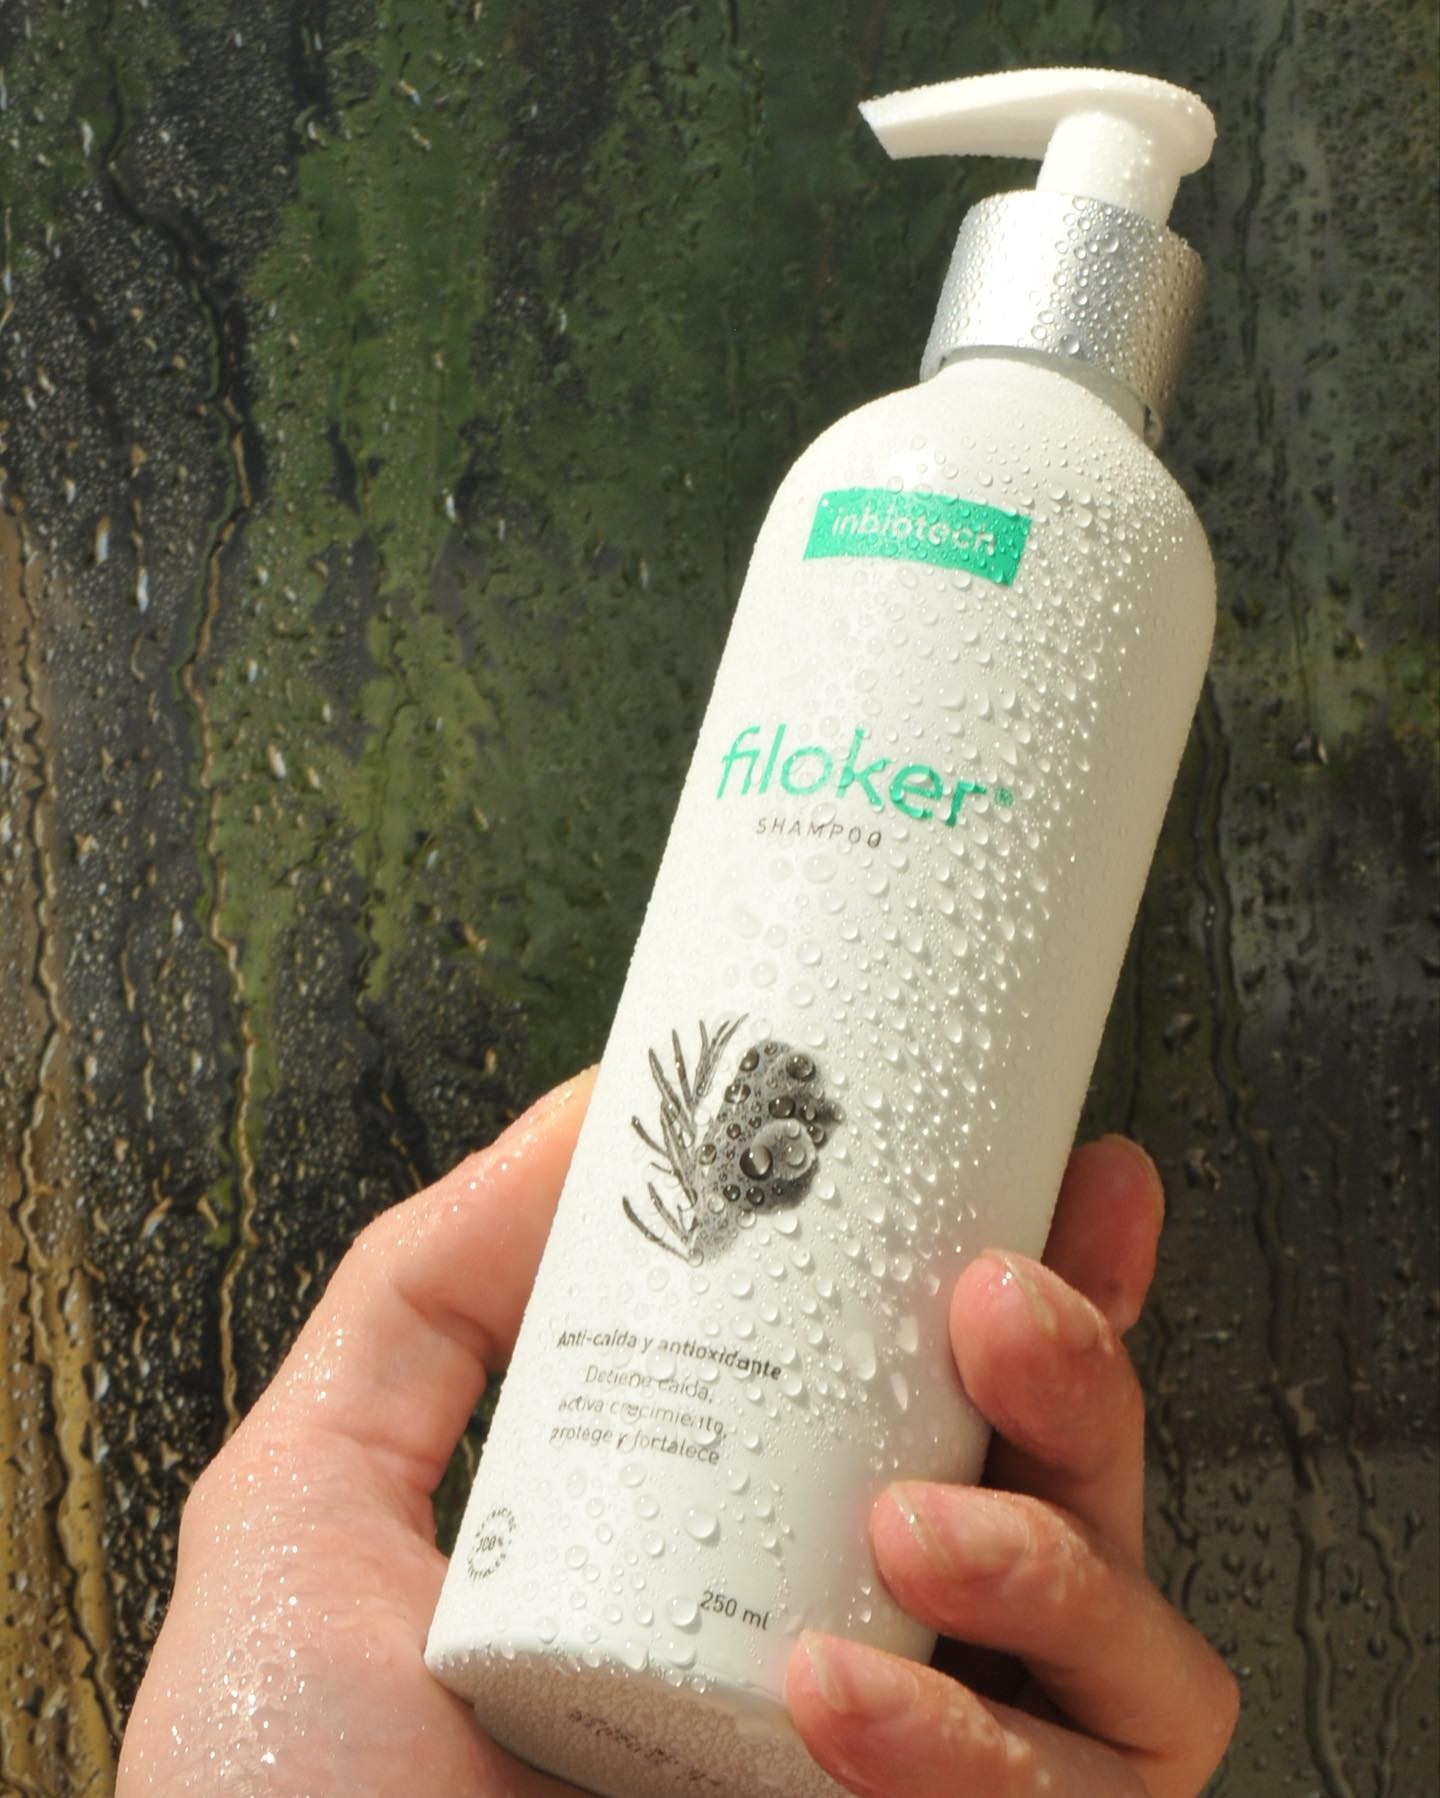 inbiotech
filoker®
SHAMPOO
Anti-caída y antioxidante
Detiene caída,
activa crecimiento,
protege y fortalece
250 ml